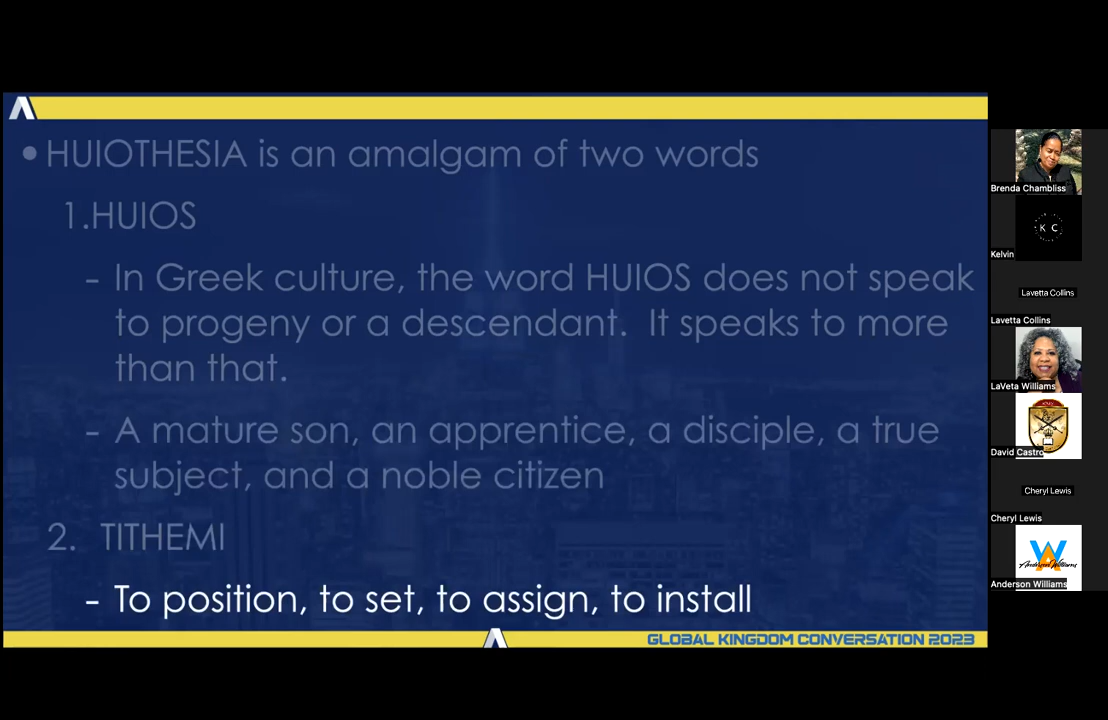 • HUIOTHESIA is an amalgam of two words
1.HUIOS
- In Greek culture, the word HUIOS does not speak
to progeny or a descendant.  It speaks to more
than that.
- A mature son, an apprentice, a disciple, a true
subject, and a noble citizen
2. TITHEMI
- To position, to set, to assign, to install
GLOBAL KINGDOM CONVERSATION 2023
Brenda Chambliss
K C
Kelvin
Lavetta Collins
Lavetta Collins
LaVeta Williams
David Castro
Cheryl Lewis
Cheryl Lewis
WA
Anderson Williams
Anderson Williams